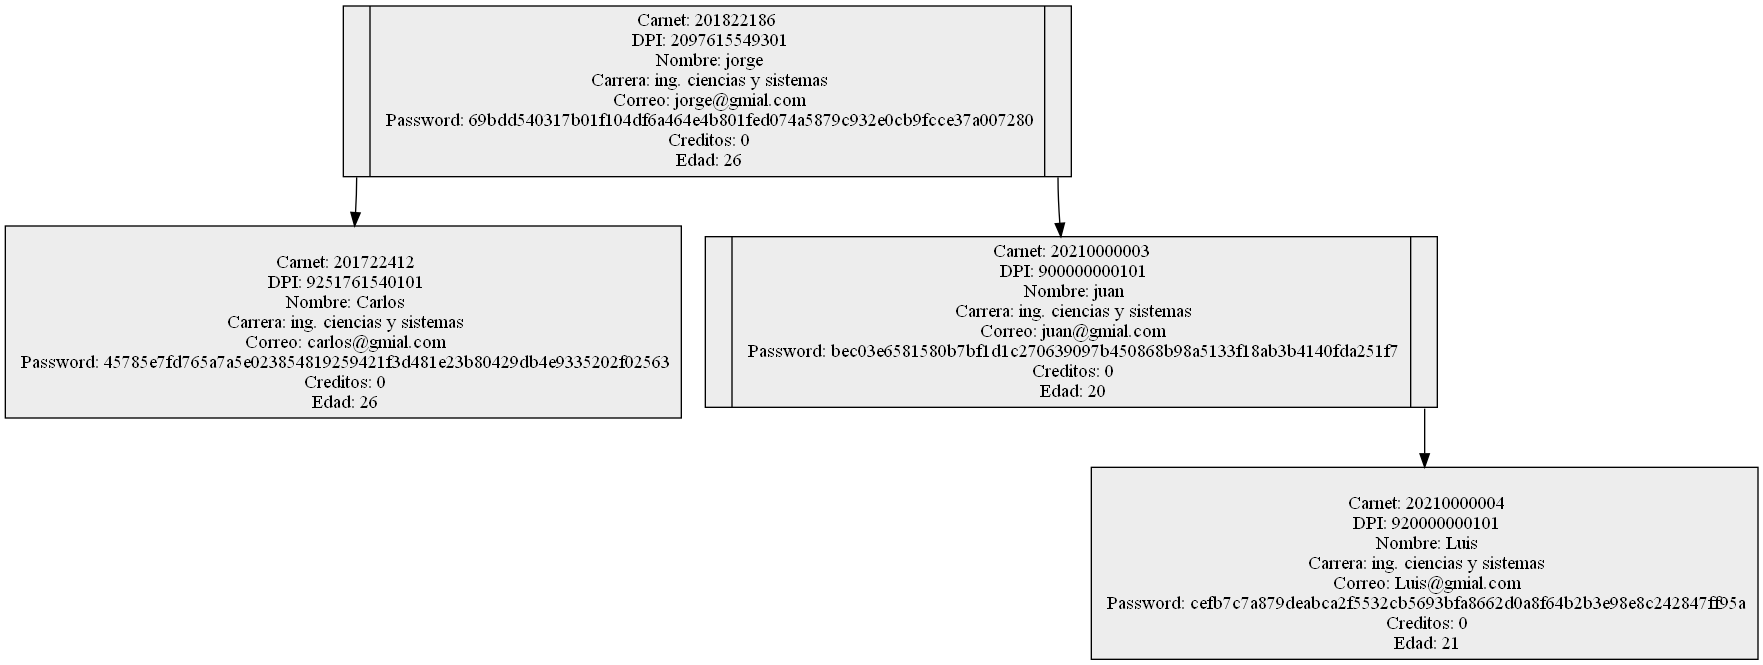 Carnet: 201822186
DPI: 2097615549301
Nombre: jorge
Carrera: ing. ciencias y sistemas
Correo: jorge@gmial.com
Password: 69bdd540317b01f104df6a464e4b801fed074a5879c932e0cb9fcce37a007280
Creditos: 0
Edad: 26
Carnet: 201722412
DPI: 9251761540101
Nombre: Carlos
Carrera: ing. ciencias y sistemas
Correo: carlos@gmial.com
Password: 45785e7fd765a7a5e023854819259421f3d481e23b80429db4e9335202f02563
Creditos: 0
Edad: 26
Carnet: 20210000003
DPI: 900000000101
Nombre: juan
Carrera: ing. ciencias y sistemas
Correo: juan@gmial.com
Password: bec03e6581580b7bf1d1c270639097b450868b98a5133f18ab3b4140fda251f7
Creditos: 0
Edad: 20
Carnet: 20210000004
DPI: 920000000101
Nombre: Luis
Carrera: ing. ciencias y sistemas
Correo: Luis@gmial.com
Password: cefb7c7a879deabca2f5532cb5693bfa8662d0a8f64b2b3e98e8c242847ff95a
Creditos: 0
Edad: 21